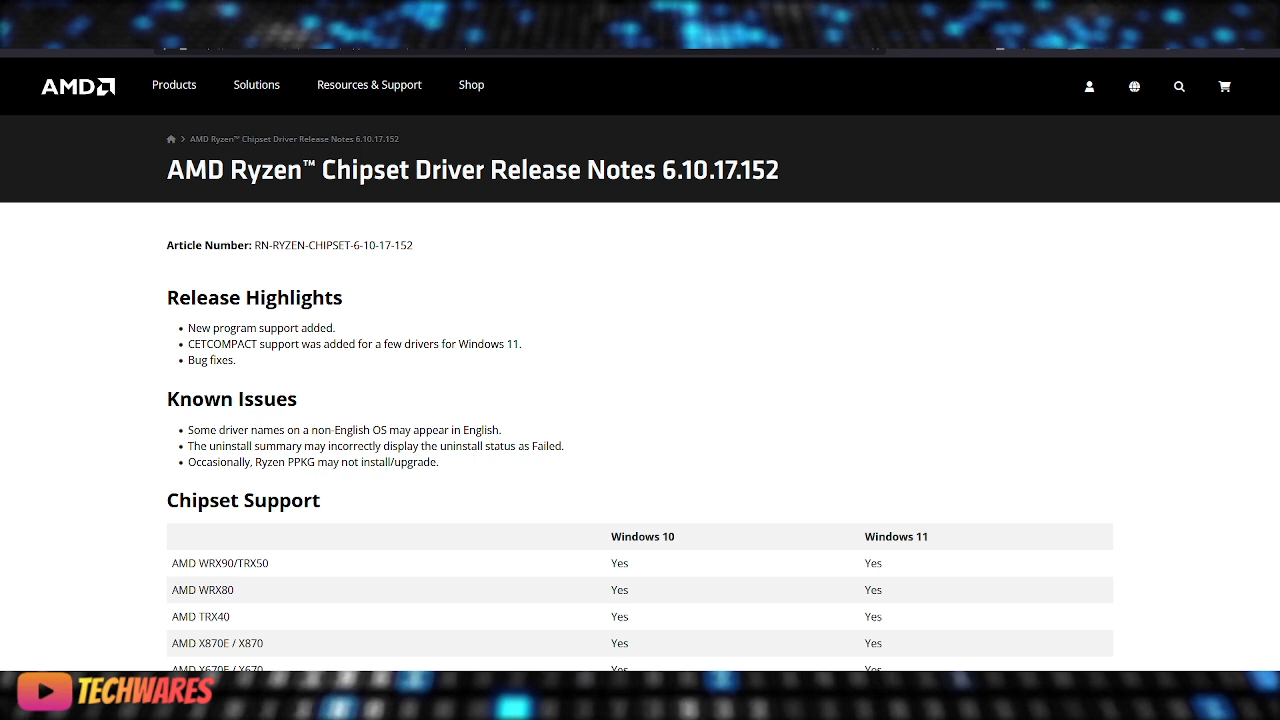 AMD
Products
Solutions
Resources & Support
Shop
AMD Ryzen™ Chipset Driver Release Notes 6.10.17.152
AMD Ryzen™ Chipset Driver Release Notes 6.10.17.152
Article Number: RN-RYZEN-CHIPSET-6-10-17-152
Release Highlights
• New program support added.
• CETCOMPACT support was added for a few drivers for Windows 11.
• Bug fixes.
Known Issues
• Some driver names on a non-English OS may appear in English.
• The uninstall summary may incorrectly display the uninstall status as Failed.
• Occasionally, Ryzen PPKG may not install/upgrade.
Chipset Support
Windows 10 Windows 11
AMD WRX90/TRX50 Yes Yes
AMD WRX80 Yes Yes
AMD TRX40 Yes Yes
AMD X870E / X870 Yes Yes
AMD X670E / X670 Yes Yes
TECHWARES